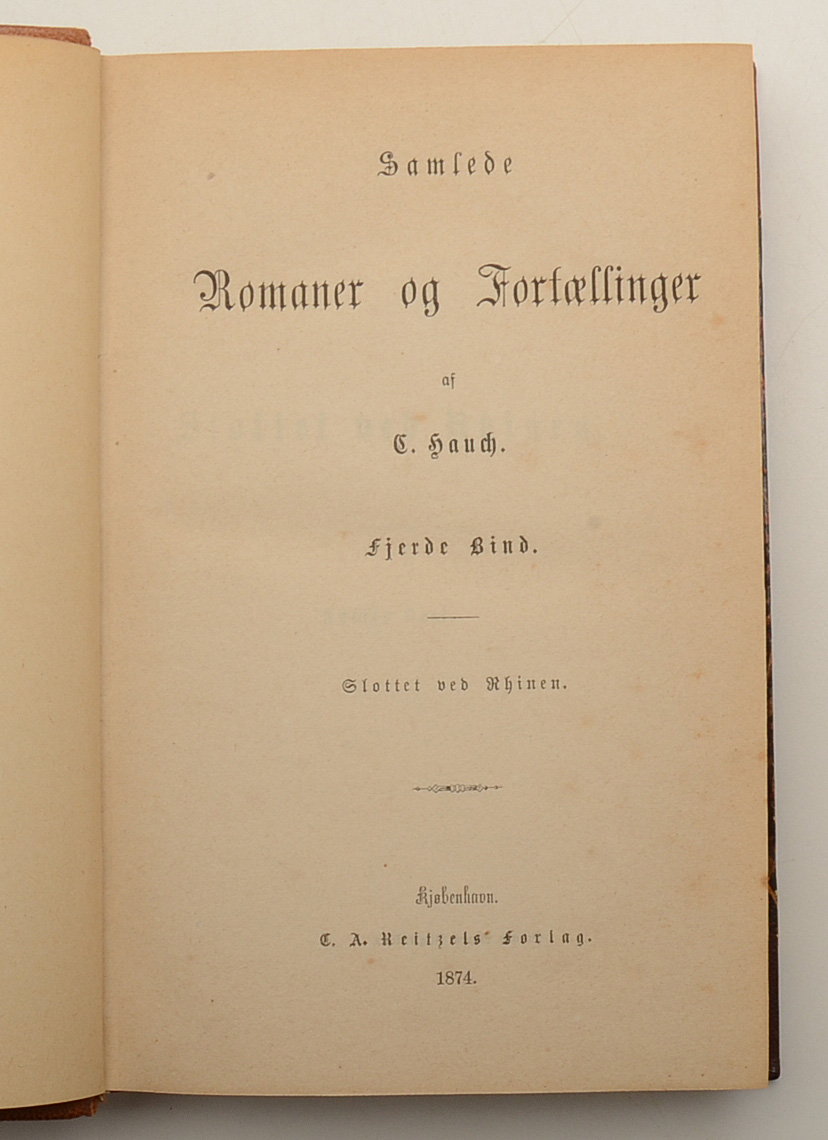 Samlede
Romaner og Fortællinger
af
C. Hauch.
Fjerde Bind.
Slottet ved Rhinen.
Kjøbenhavn.
C. A. Reitzels Forlag.
1874.